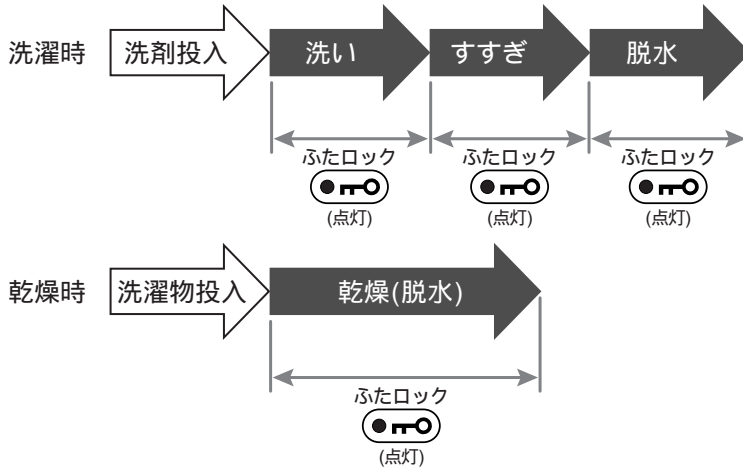 洗濯時 洗剤投入 洗い すすぎ 脱水
ふたロック ふたロック ふたロック
(点灯) (点灯) (点灯)
乾燥時 洗濯物投入 乾燥(脱水)
ふたロック
(点灯)